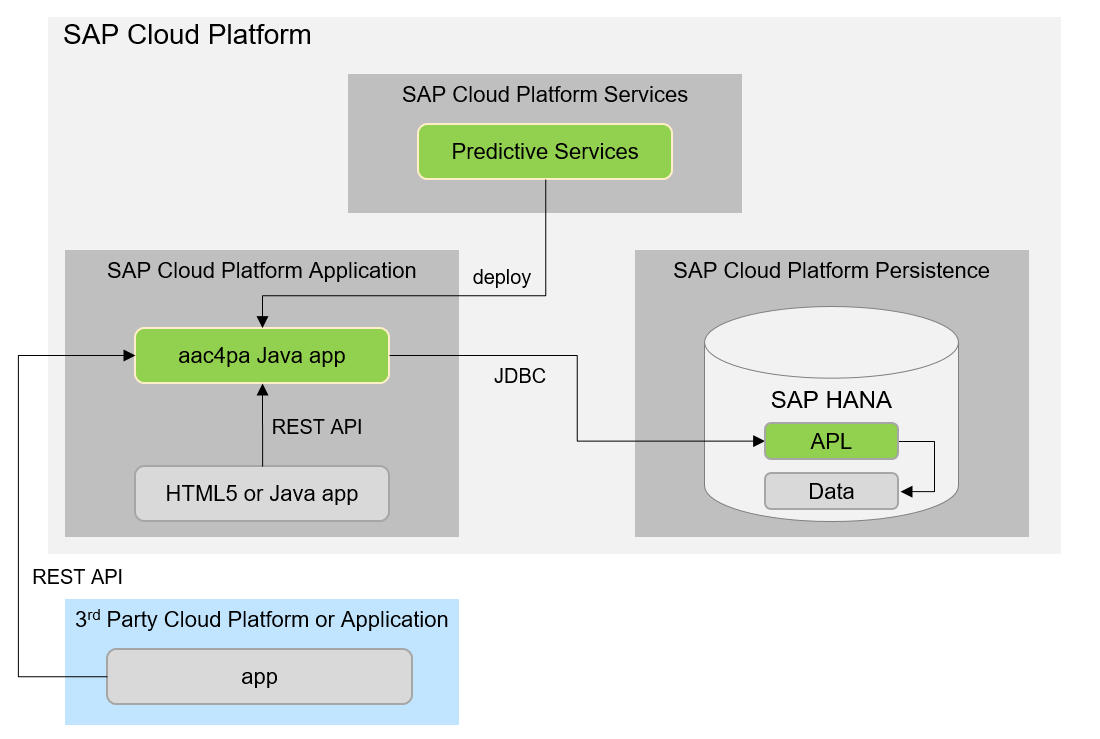 SAP Cloud Platform
SAP Cloud Platform Services
Predictive Services
SAP Cloud Platform Application
deploy
aac4pa Java app
REST API
HTML5 or Java app
JDBC
SAP Cloud Platform Persistence
SAP HANA
APL
Data
REST API
3rd Party Cloud Platform or Application
app